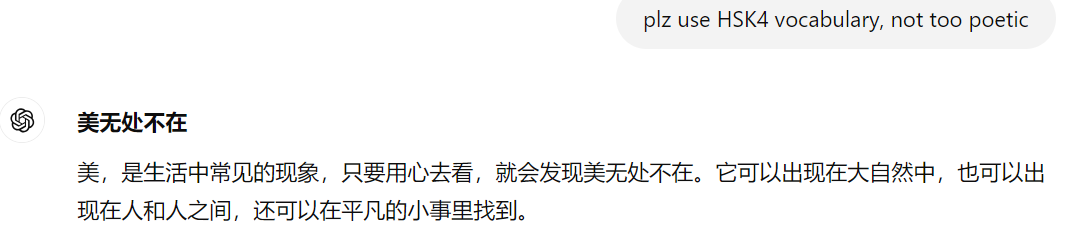 plz use HSK4 vocabulary, not too poetic
美无处不在
美，是生活中常见的现象，只要用心去看，就会发现美无处不在。它可以出现在大自然中，也可以出
现在人和人之间，还可以在平凡的小事里找到。